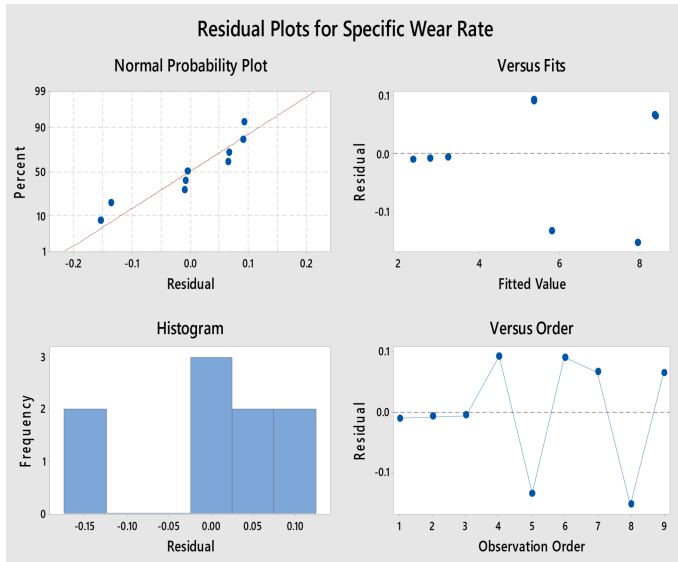 Residual Plots for Specific Wear Rate
Normal Probability Plot
99
90
50
10
1
Percent
-0.2 -0.1 0.0 0.1 0.2
Residual
Versus Fits
0.1
0.0
-0.1
Residual
2 4 6 8
Fitted Value
Histogram
3
2
1
0
Frequency
-0.15 -0.10 -0.05 0.00 0.05 0.10
Residual
Versus Order
0.1
0.0
-0.1
Residual
1 2 3 4 5 6 7 8 9
Observation Order